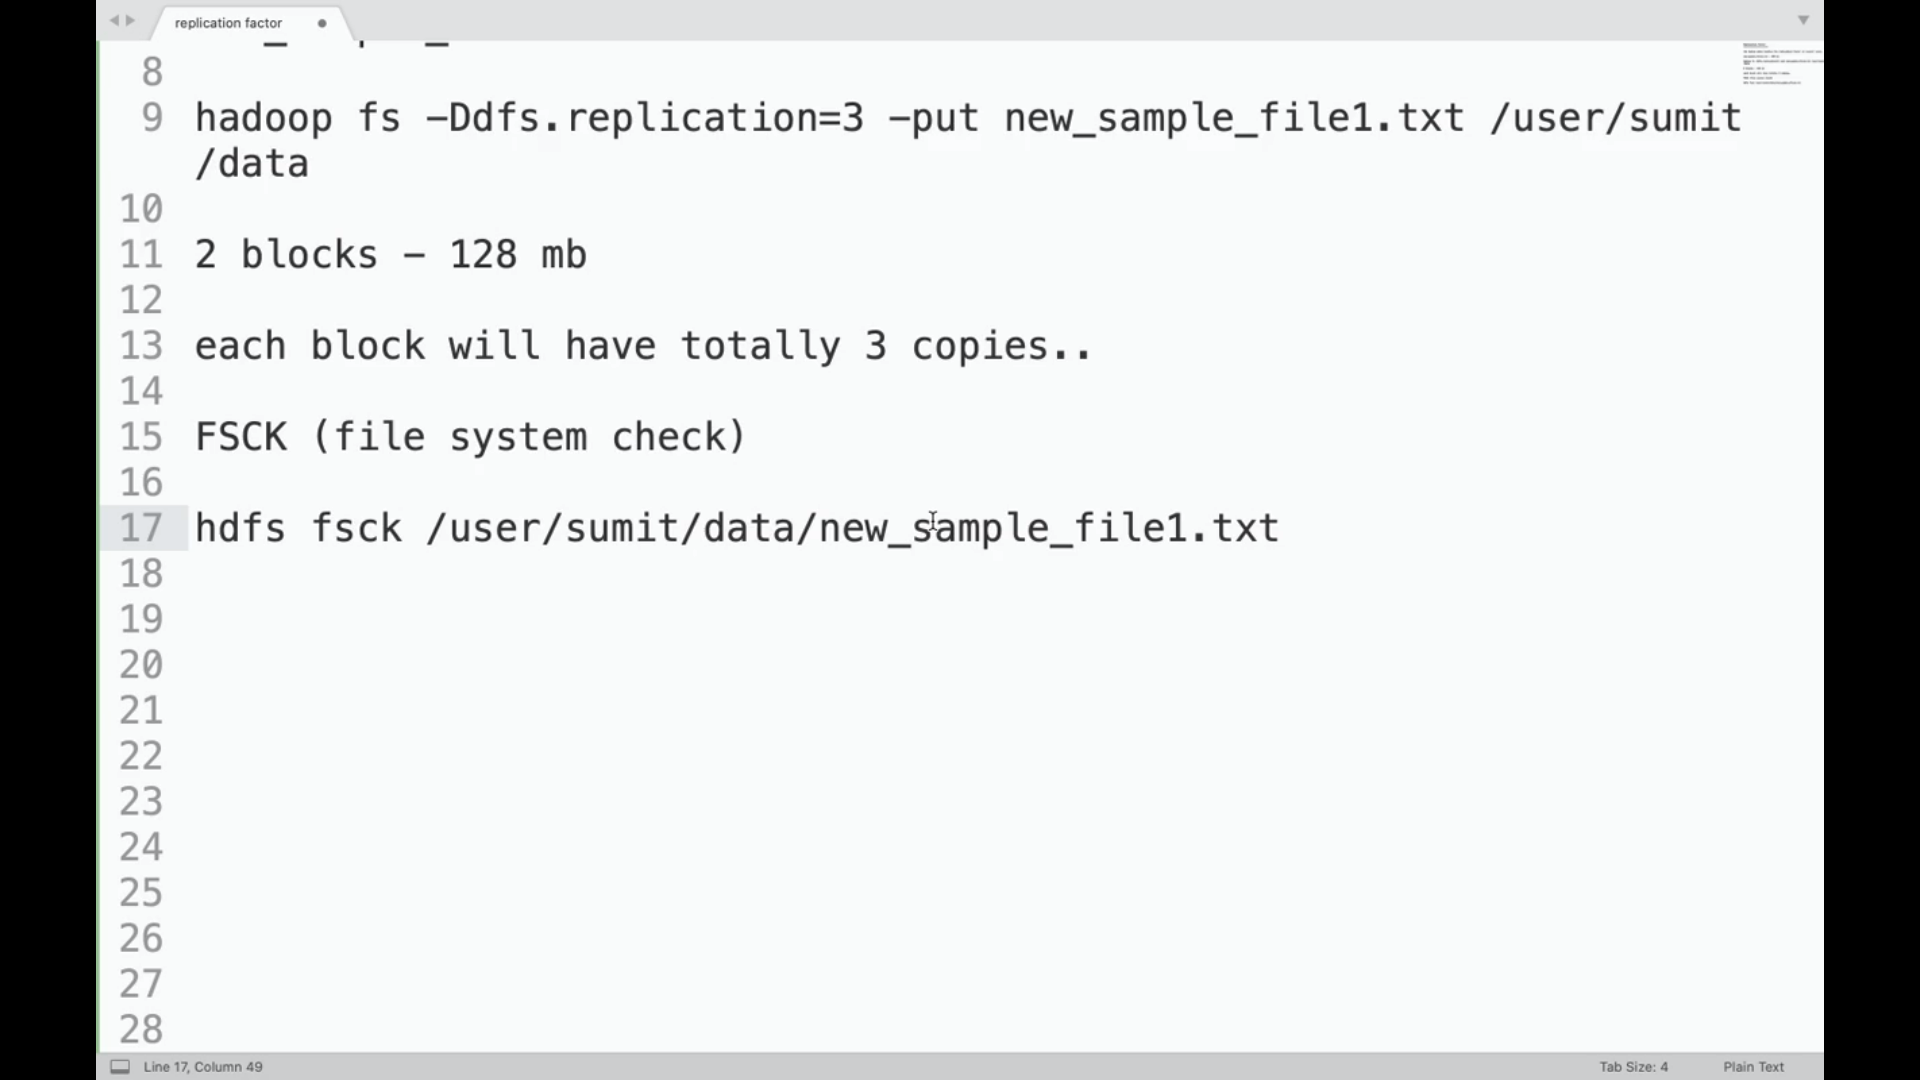 replication factor
8
9 hadoop fs -Ddfs.replication=3 -put new_sample_file1.txt /user/sumit
/data
10
11 2 blocks - 128 mb
12
13 each block will have totally 3 copies..
14
15 FSCK (file system check)
16
17 hdfs fsck /user/sumit/data/new_sample_file1.txt
18
19
20
21
22
23
24
25
26
27
28
Line 17, Column 49 Tab Size: 4 Plain Text